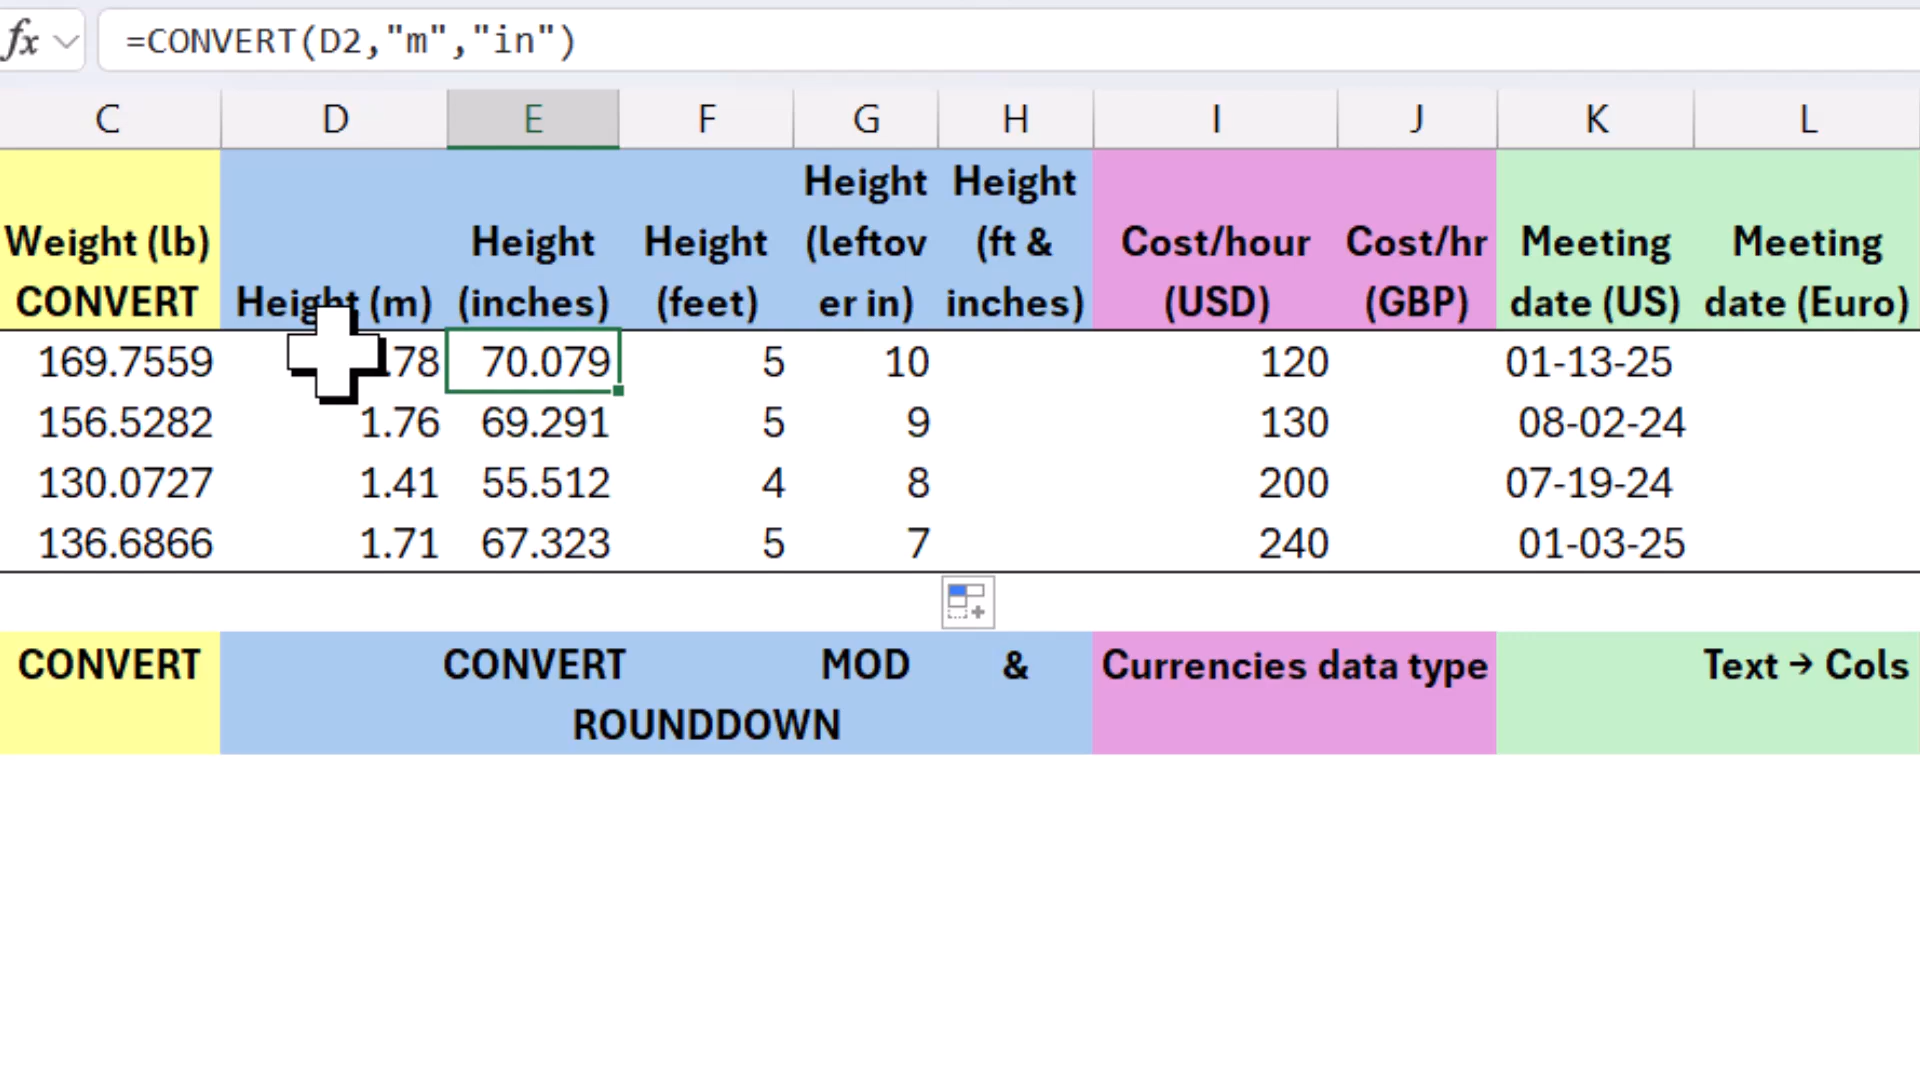 fx =CONVERT(D2,"m","in")
C D E F G H I J K L
Height Height
Weight (lb) Height Height (leftov (ft & Cost/hour Cost/hr Meeting Meeting
CONVERT Height (m) (inches) (feet) er in) inches) (USD) (GBP) date (US) date (Euro)
169.7559 .78 70.079 5 10 120 01-13-25
156.5282 1.76 69.291 5 9 130 08-02-24
130.0727 1.41 55.512 4 8 200 07-19-24
136.6866 1.71 67.323 5 7 240 01-03-25
CONVERT CONVERT MOD & Currencies data type Text → Cols
ROUNDDOWN